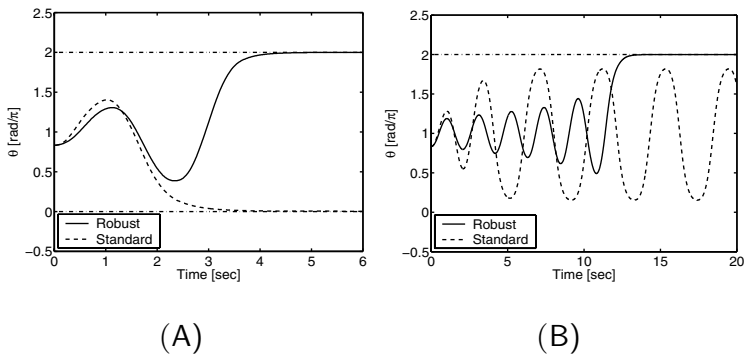 2.5
2
1.5
1
0.5
0
−0.5
θ [rad/π]
Robust
Standard
0 1 2 3 4 5 6
Time [sec]
(A)
2.5
2
1.5
1
0.5
0
−0.5
θ [rad/π]
Robust
Standard
0 5 10 15 20
Time [sec]
(B)